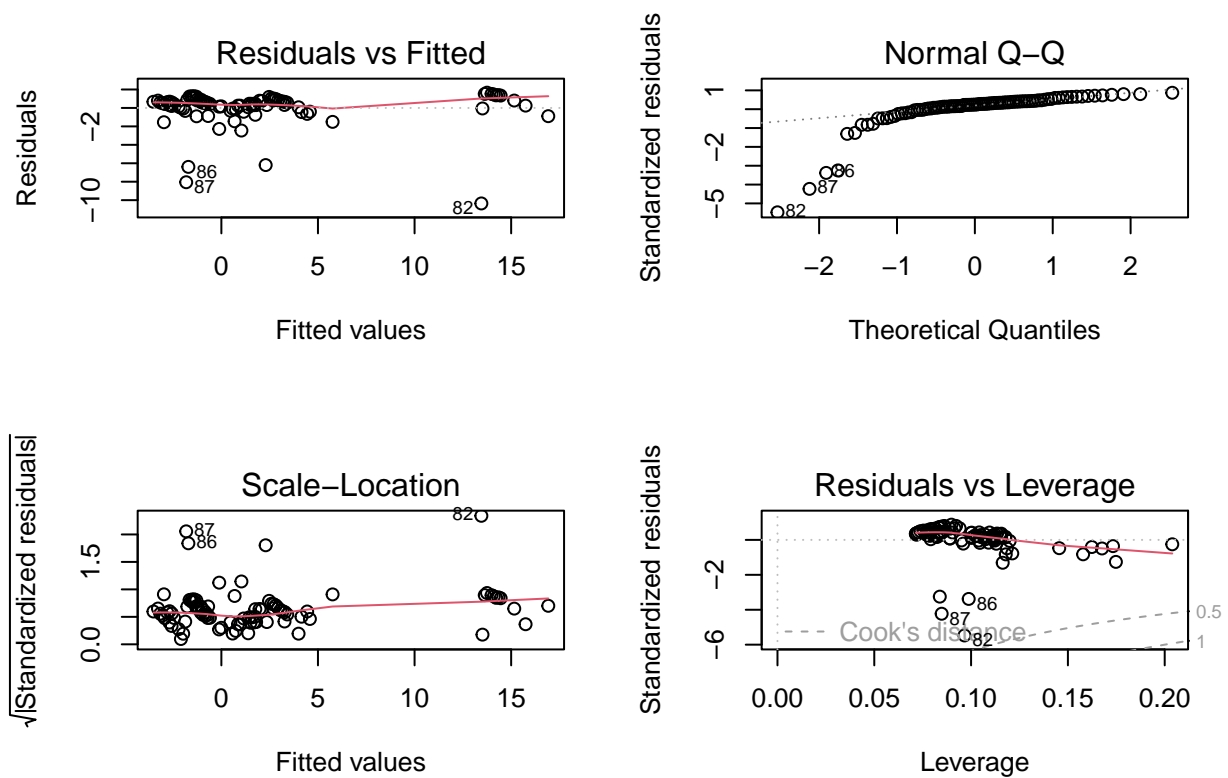 Residuals vs Fitted
Residuals
−2
−10
86
87
82
0 5 10 15
Fitted values
Normal Q−Q
Standardized residuals
1
−2
−5
86
87
82
−2 −1 0 1 2
Theoretical Quantiles
Scale−Location
√|Standardized residuals|
1.5
0.0
87
86
82
0 5 10 15
Fitted values
Residuals vs Leverage
Standardized residuals
−2
−6
86
87
82
Cook's distance
0.5
1
0.00 0.05 0.10 0.15 0.20
Leverage